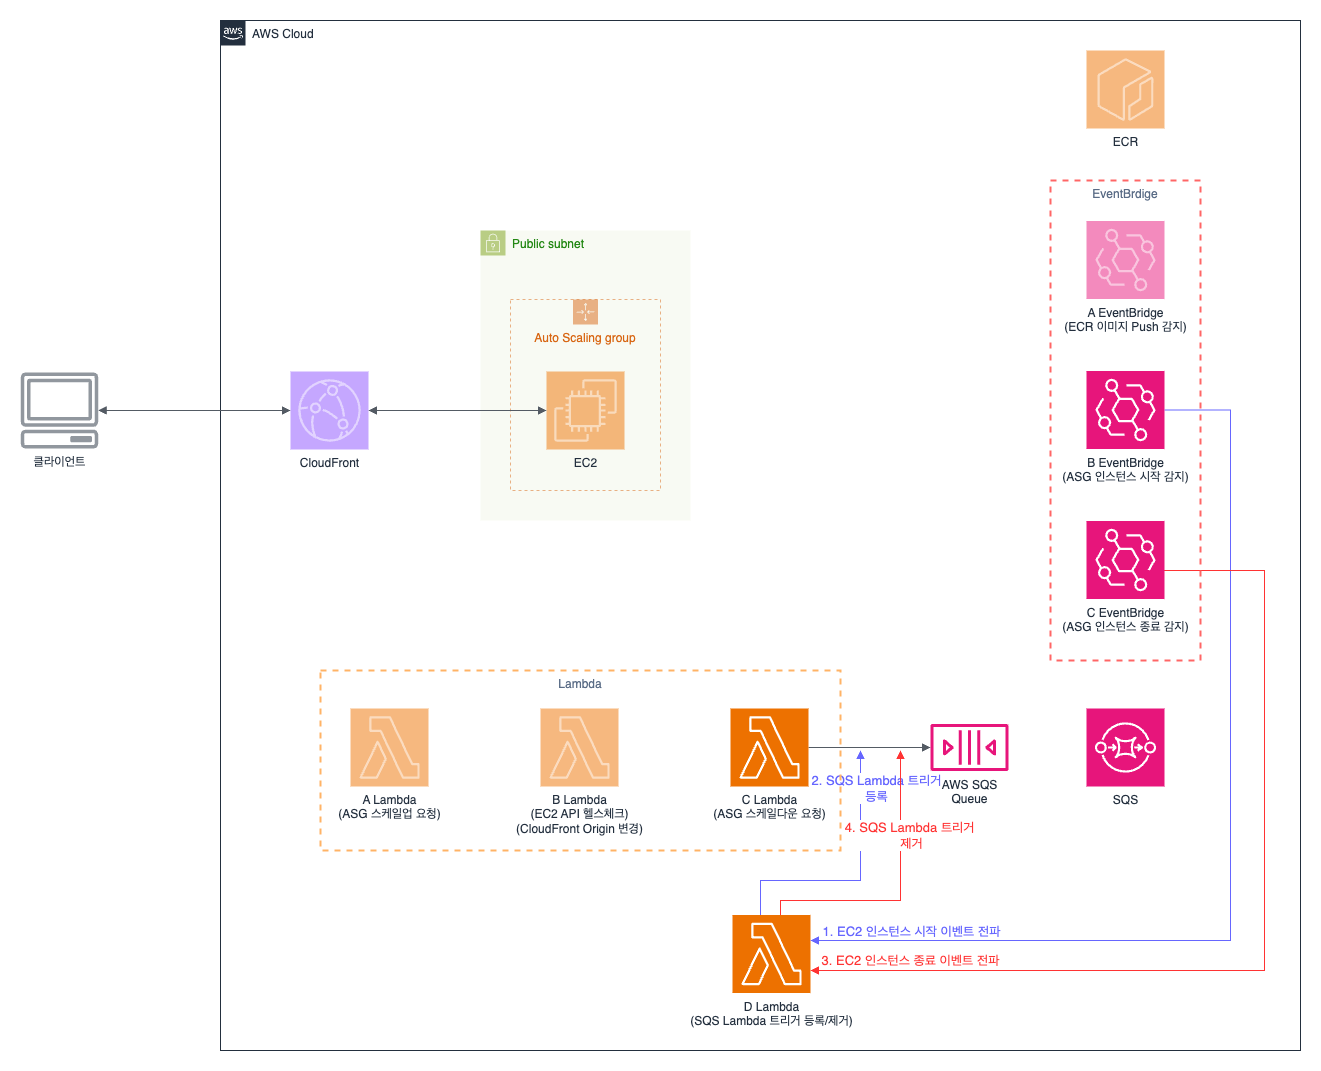 aws
AWS Cloud
ECR
EventBrdige
A EventBridge
(ECR 이미지 Push 감지)
Public subnet
Auto Scaling group
EC2
클라이언트
CloudFront
B EventBridge
(ASG 인스턴스 시작 감지)
C EventBridge
(ASG 인스턴스 종료 감지)
Lambda
A Lambda
(ASG 스케일업 요청)
B Lambda
(EC2 API 헬스체크)
(CloudFront Origin 변경)
C Lambda
(ASG 스케일다운 요청)
2. SQS Lambda 트리거
등록
AWS SQS
Queue
SQS
4. SQS Lambda 트리거
제거
1. EC2 인스턴스 시작 이벤트 전파
3. EC2 인스턴스 종료 이벤트 전파
D Lambda
(SQS Lambda 트리거 등록/제거)